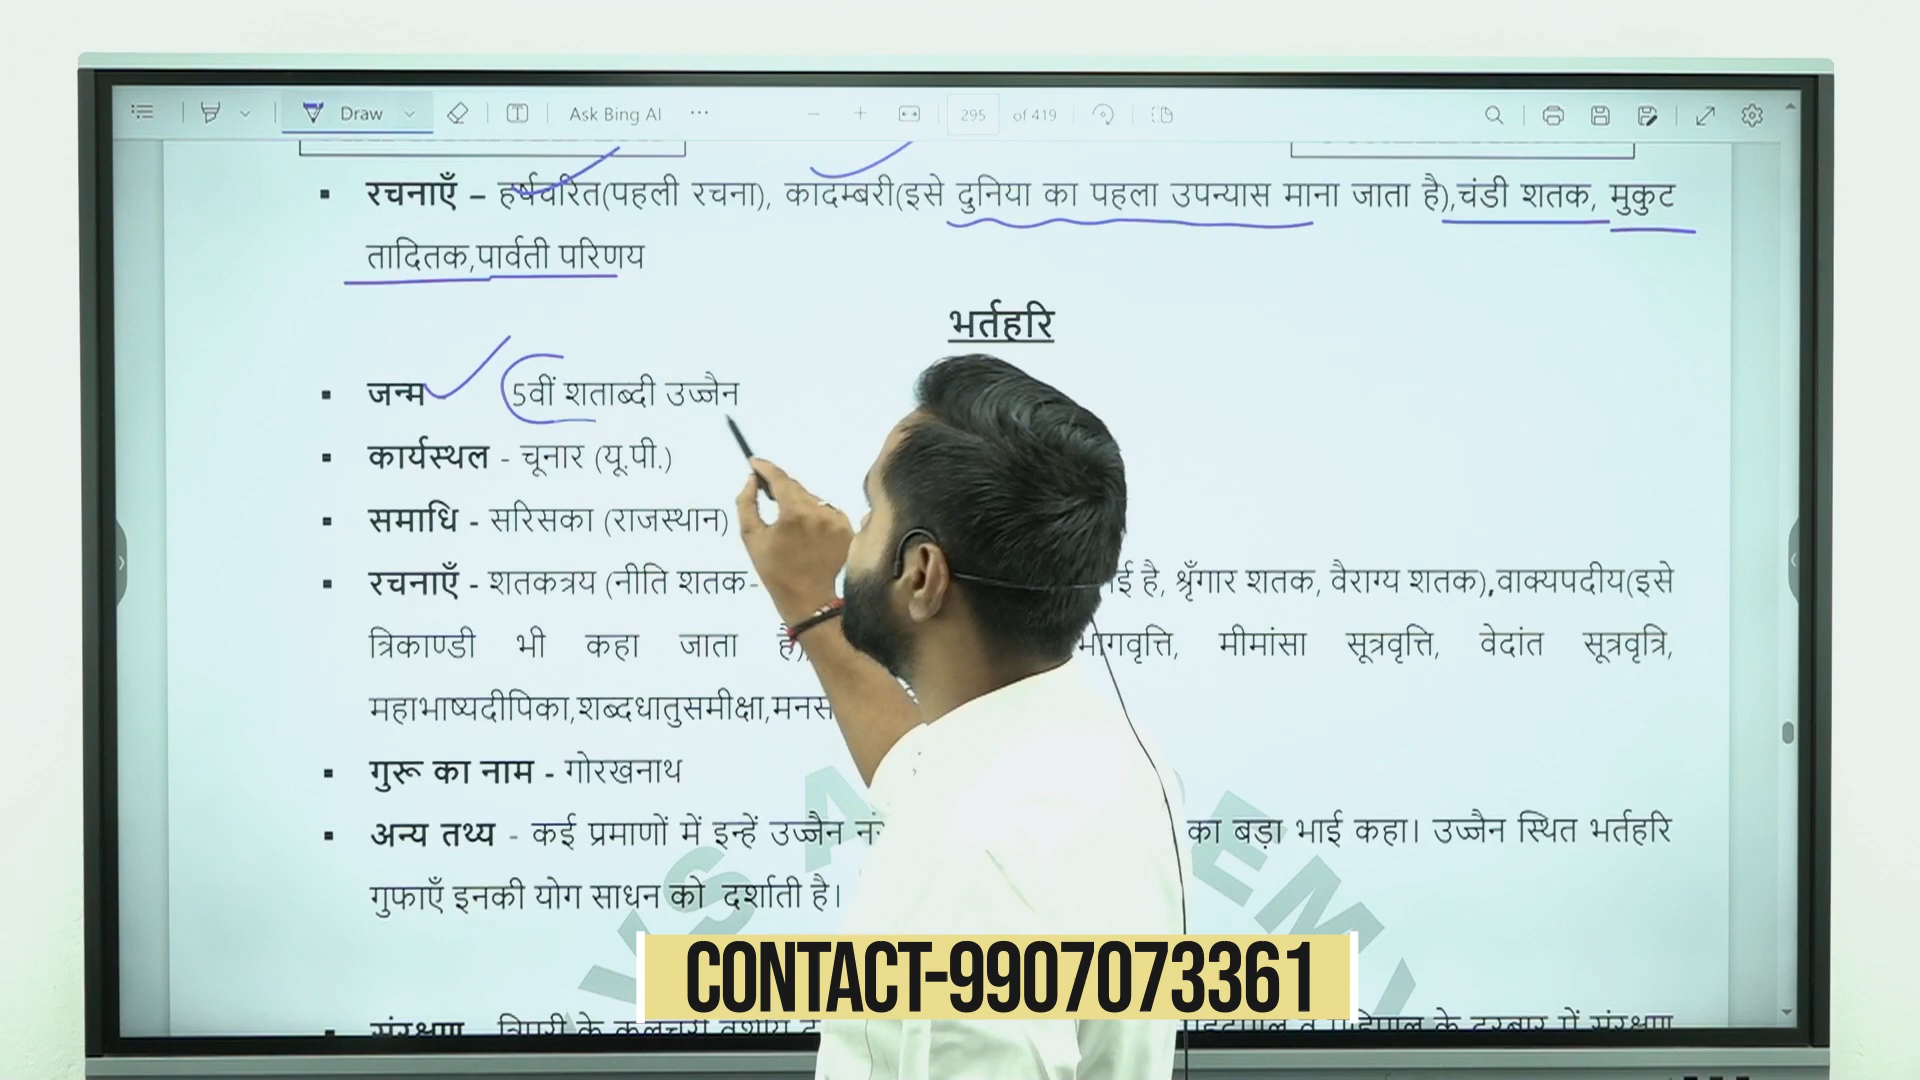 Draw
Ask Bing AI
295 of 419
रचनाएँ – हर्षचरित(पहली रचना), कादम्बरी(इसे दुनिया का पहला उपन्यास माना जाता है),चंडी शतक, मुकुट
तादितक,पार्वती परिणय
भर्तहरि
जन्म 5वीं शताब्दी उज्जैन
कार्यस्थल - चूनार (यू.पी.)
समाधि - सरिसका (राजस्थान)
रचनाएँ - शतकत्रय (नीति शतक- है, श्रृँगार शतक, वैराग्य शतक),वाक्यपदीय(इसे
त्रिकाण्डी भी कहा जाता है), मीमांसा सूत्रवृत्ति, वेदांत सूत्रवृत्रि,
महाभाष्यदीपिका,शब्दधातुसमीक्षा,
गुरू का नाम - गोरखनाथ
अन्य तथ्य - कई प्रमाणों में इन्हें उज्जैन का बड़ा भाई कहा। उज्जैन स्थित भर्तहरि
गुफाएँ इनकी योग साधन को दर्शाती है।
CONTACT-9907073361